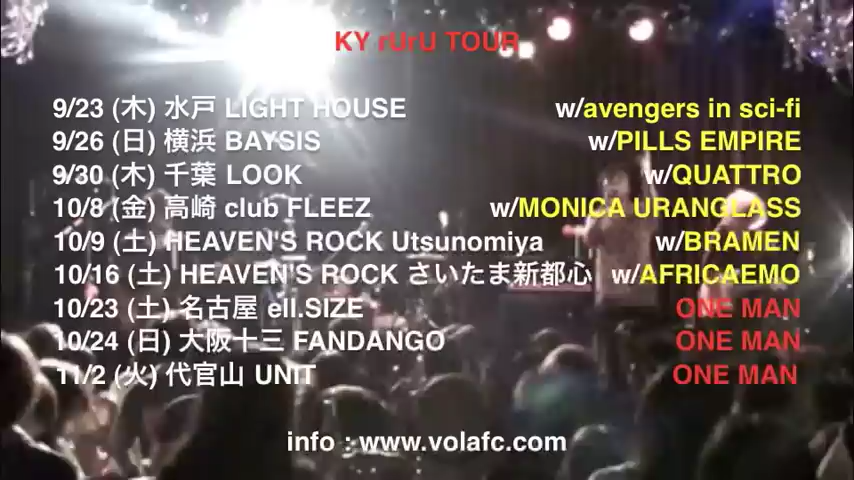 KY rUrU TOUR
9/23 (木) 水戸 LIGHT HOUSE w/avengers in sci-fi
9/26 (日) 横浜 BAYSIS w/PILLS EMPIRE
9/30 (木) 千葉 LOOK w/QUATTRO
10/8 (金) 高崎 club FLEEZ w/MONICA URANGLASS
10/9 (土) HEAVEN'S ROCK Utsunomiya w/BRAMEN
10/16 (土) HEAVEN'S ROCK さいたま新都心 w/AFRICAEMO
10/23 (土) 名古屋 ell.SIZE ONE MAN
10/24 (日) 大阪十三 FANDANGO ONE MAN
11/2 (火) 代官山 UNIT ONE MAN
info : www.volafc.com